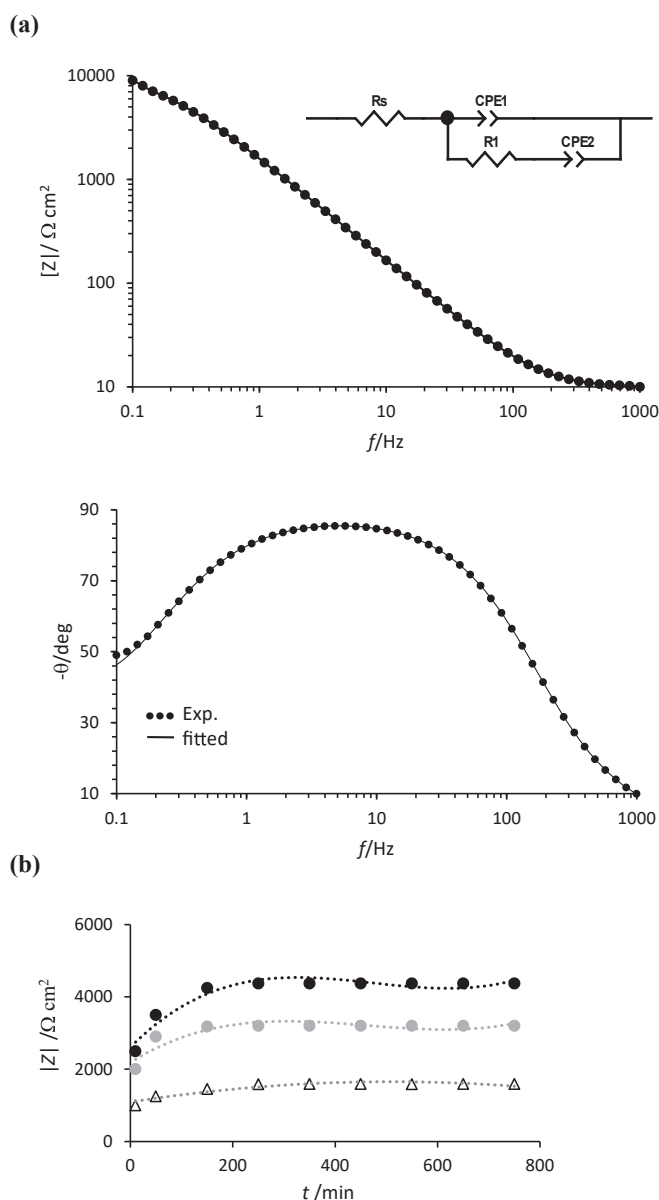 (a)
10000
1000
100
10
[Z|/ Ω cm²
Rs
CPE1
R1
CPE2
0.1 1 10 100 1000
f/Hz
90
70
50
30
10
-θ/deg
Exp.
fitted
0.1 1 10 100 1000
f/Hz
(b)
6000
4000
2000
0
|Z| /Ω cm²
0 200 400 600 800
t /min